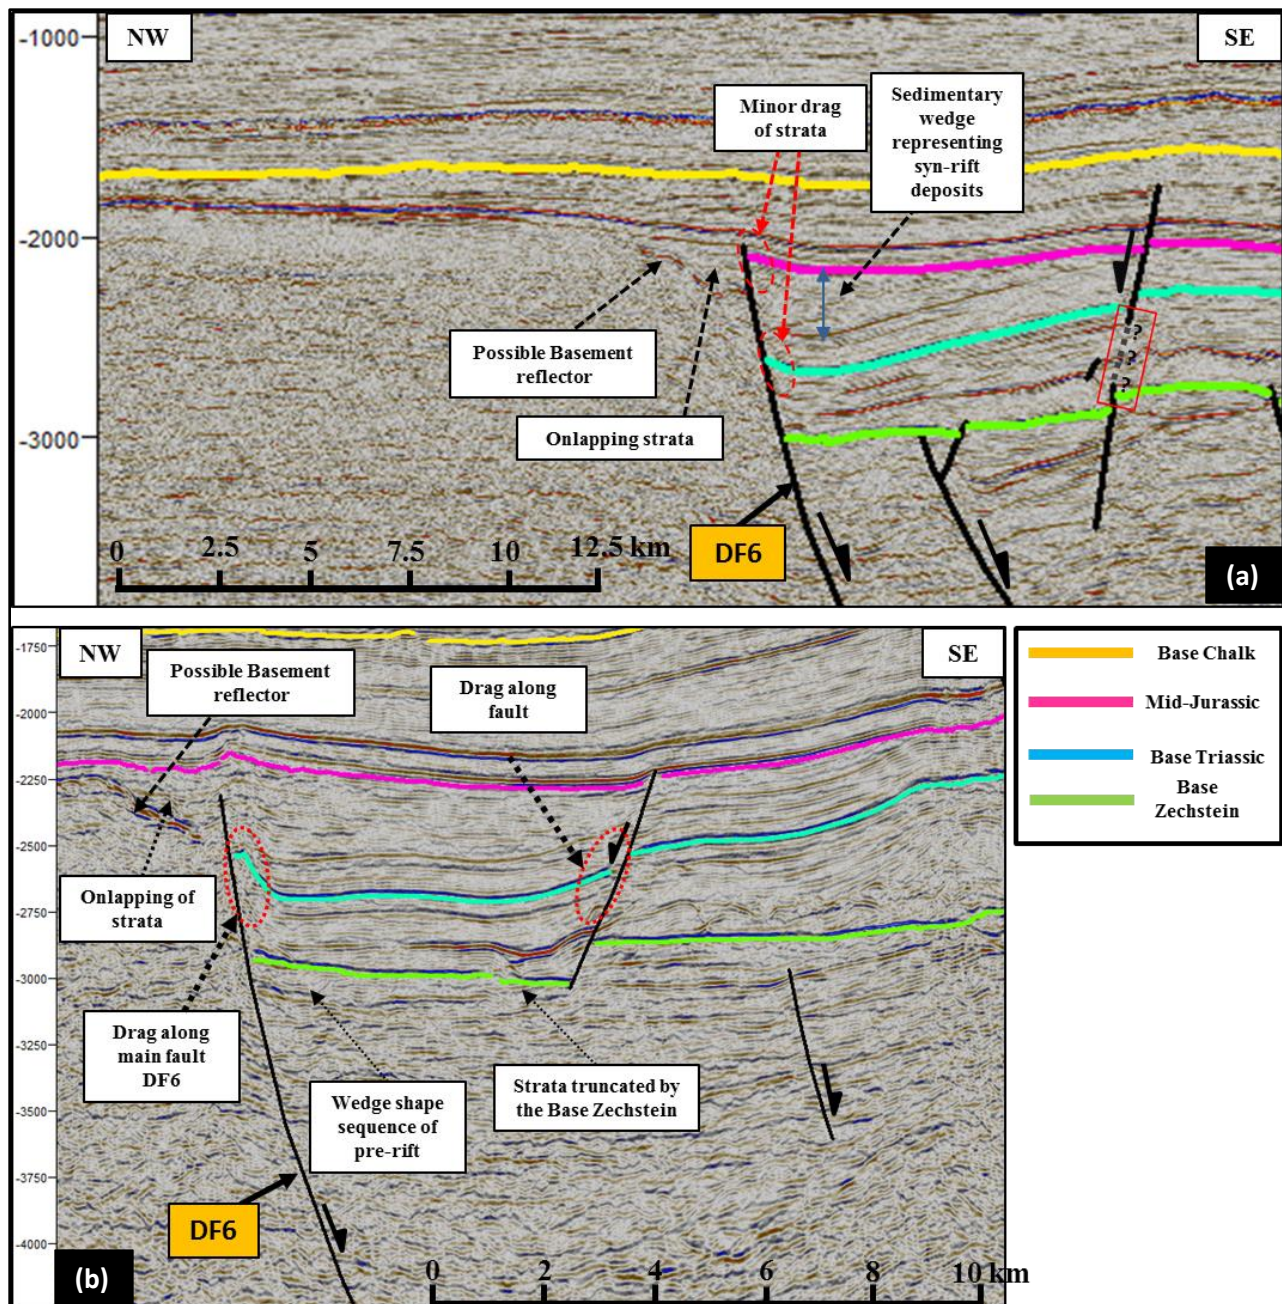 -1000
NW
SE
Minor drag
of strata
Sedimentary
wedge
representing
syn-rift
deposits
-2000
Possible Basement
reflector
Onlapping strata
?
?
?
-3000
DF6
0
2.5
5
7.5
10
12.5 km
(a)
-1750
NW
Possible Basement
reflector
Drag along
fault
SE
-2000
-2250
-2500
Onlapping of
strata
-2750
-3000
Drag along
main fault
DF6
Wedge shape
sequence of
pre-rift
Strata truncated by
the Base Zechstein
-3250
-3500
-3750
DF6
-4000
(b)
0
2
4
6
8
10 km
Base Chalk
Mid-Jurassic
Base Triassic
Base
Zechstein